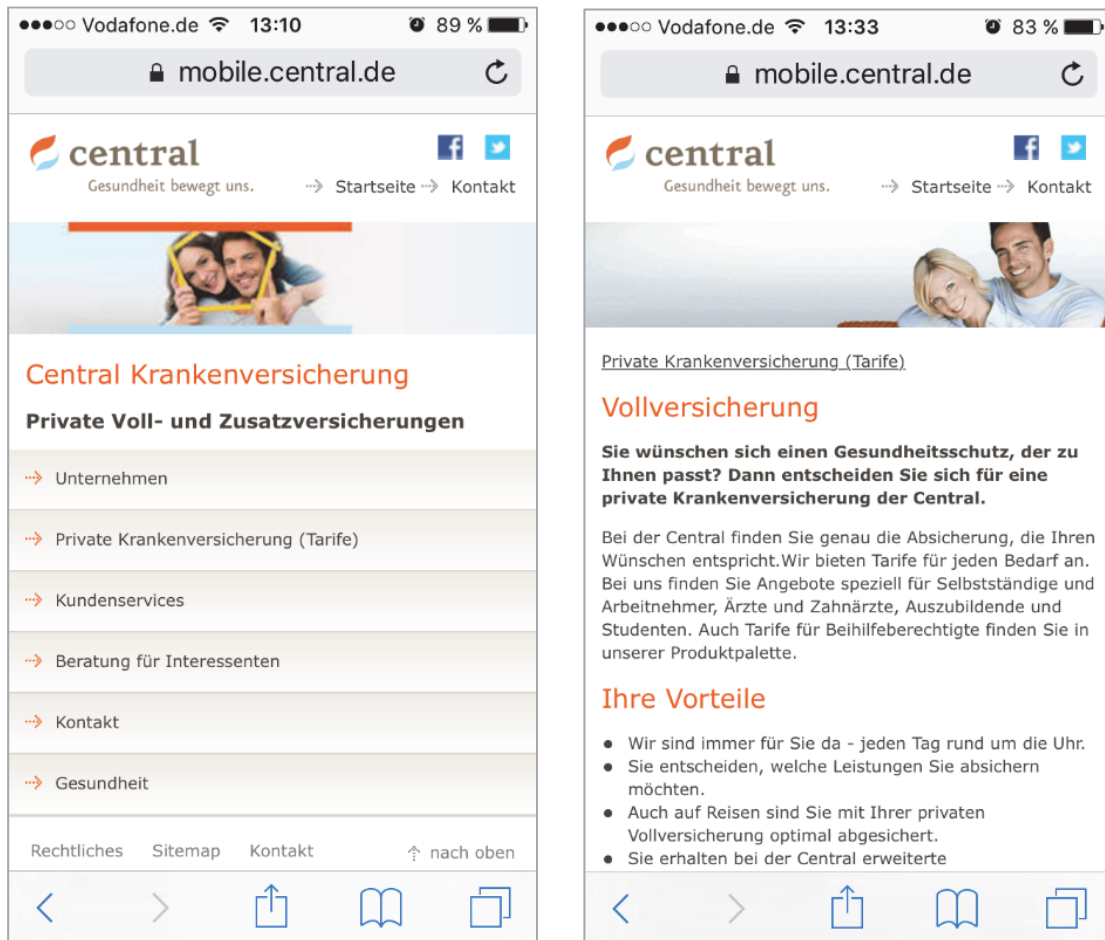 Vodafone.de 13:10 89 %
mobile.central.de
central
Gesundheit bewegt uns.
Startseite Kontakt
Central Krankenversicherung
Private Voll- und Zusatzversicherungen
Unternehmen
Private Krankenversicherung (Tarife)
Kundenservices
Beratung für Interessenten
Kontakt
Gesundheit
Rechtliches Sitemap Kontakt nach oben
Vodafone.de 13:33 83 %
mobile.central.de
central
Gesundheit bewegt uns.
Startseite Kontakt
Private Krankenversicherung (Tarife)
Vollversicherung
Sie wünschen sich einen Gesundheitsschutz, der zu
Ihnen passt? Dann entscheiden Sie sich für eine
private Krankenversicherung der Central.
Bei der Central finden Sie genau die Absicherung, die Ihren
Wünschen entspricht.Wir bieten Tarife für jeden Bedarf an.
Bei uns finden Sie Angebote speziell für Selbstständige und
Arbeitnehmer, Ärzte und Zahnärzte, Auszubildende und
Studenten. Auch Tarife für Beihilfeberechtigte finden Sie in
unserer Produktpalette.
Ihre Vorteile
● Wir sind immer für Sie da - jeden Tag rund um die Uhr.
● Sie entscheiden, welche Leistungen Sie absichern
möchten.
● Auch auf Reisen sind Sie mit Ihrer privaten
Vollversicherung optimal abgesichert.
● Sie erhalten bei der Central erweiterte